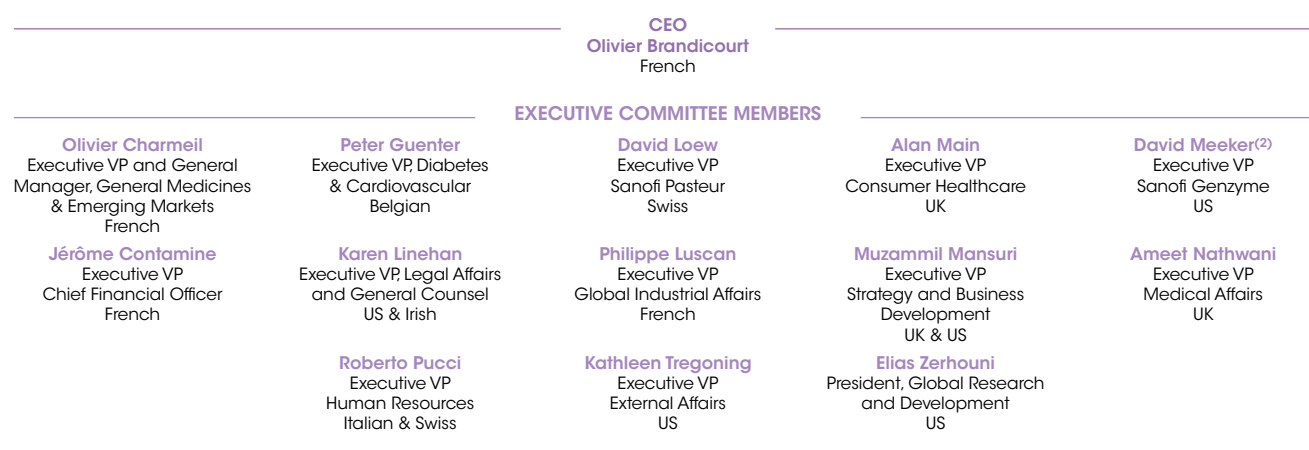 CEO
Olivier Brandicourt
French
EXECUTIVE COMMITTEE MEMBERS
Olivier Charmeil
Executive VP and General
Manager, General Medicines
& Emerging Markets
French
Peter Guenter
Executive VP, Diabetes
& Cardiovascular
Belgian
David Loew
Executive VP
Sanofi Pasteur
Swiss
Alan Main
Executive VP
Consumer Healthcare
UK
David Meeker(2)
Executive VP
Sanofi Genzyme
US
Jérôme Contamine
Executive VP
Chief Financial Officer
French
Karen Linehan
Executive VP, Legal Affairs
and General Counsel
US & Irish
Philippe Luscan
Executive VP
Global Industrial Affairs
French
Muzammil Mansuri
Executive VP
Strategy and Business
Development
UK & US
Ameet Nathwani
Executive VP
Medical Affairs
UK
Roberto Pucci
Executive VP
Human Resources
Italian & Swiss
Kathleen Tregoning
Executive VP
External Affairs
US
Elias Zerhouni
President, Global Research
and Development
US